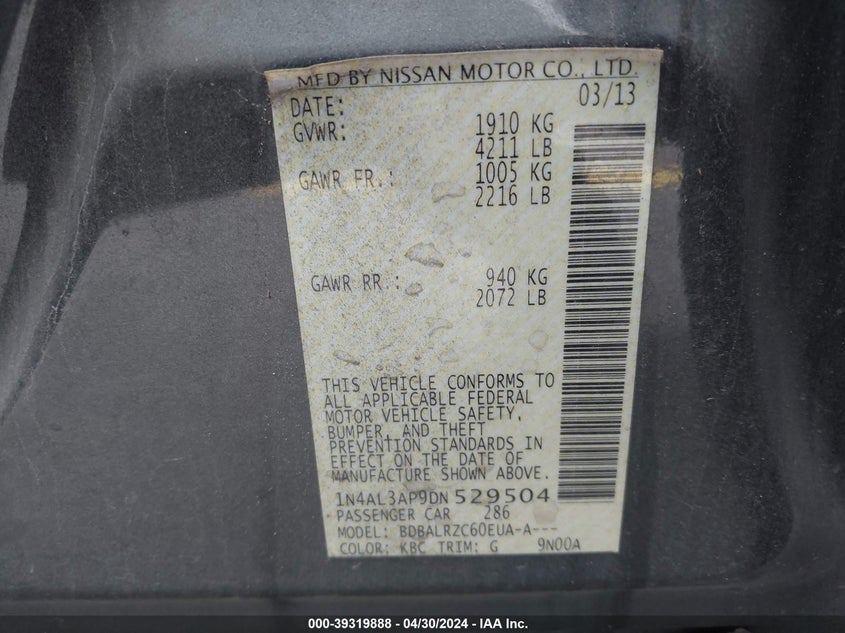 MFD BY NISSAN MOTOR CO., LTD.
DATE: 03/13
GVWR: 1910 KG
4211 LB
GAWR FR.: 1005 KG
2216 LB
GAWR RR.: 940 KG
2072 LB
THIS VEHICLE CONFORMS TO
ALL APPLICABLE FEDERAL
MOTOR VEHICLE SAFETY,
BUMPER, AND THEFT
PREVENTION STANDARDS IN
EFFECT ON THE DATE OF
MANUFACTURE SHOWN ABOVE.
1N4AL3AP9DN529504
PASSENGER CAR 286
MODEL: BDBALRZC60EUA-A---
COLOR: KBC TRIM: G 9N00A
000-39319888 - 04/30/2024 - IAA Inc.